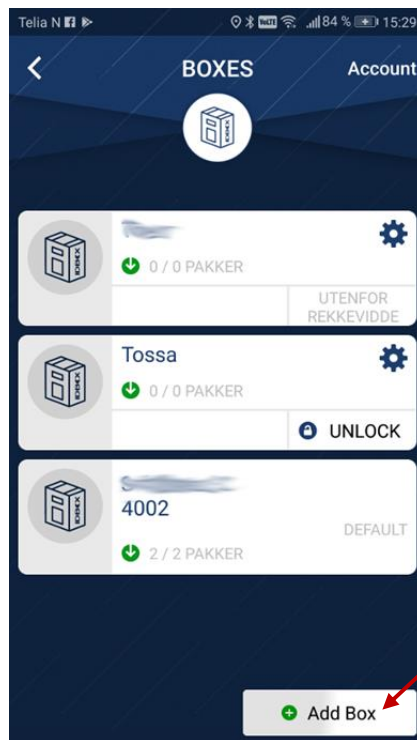 Telia N 84 % 15:29
BOXES Account
0 / 0 PAKKER
UTENFOR
REKKEVIDDE
Tossa
0 / 0 PAKKER
UNLOCK
4002
DEFAULT
2 / 2 PAKKER
Add Box